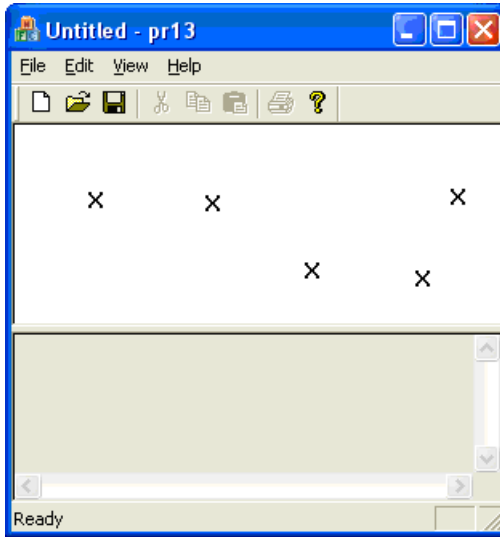 Untitled - pr13
File Edit View Help
x x x
x x
Ready